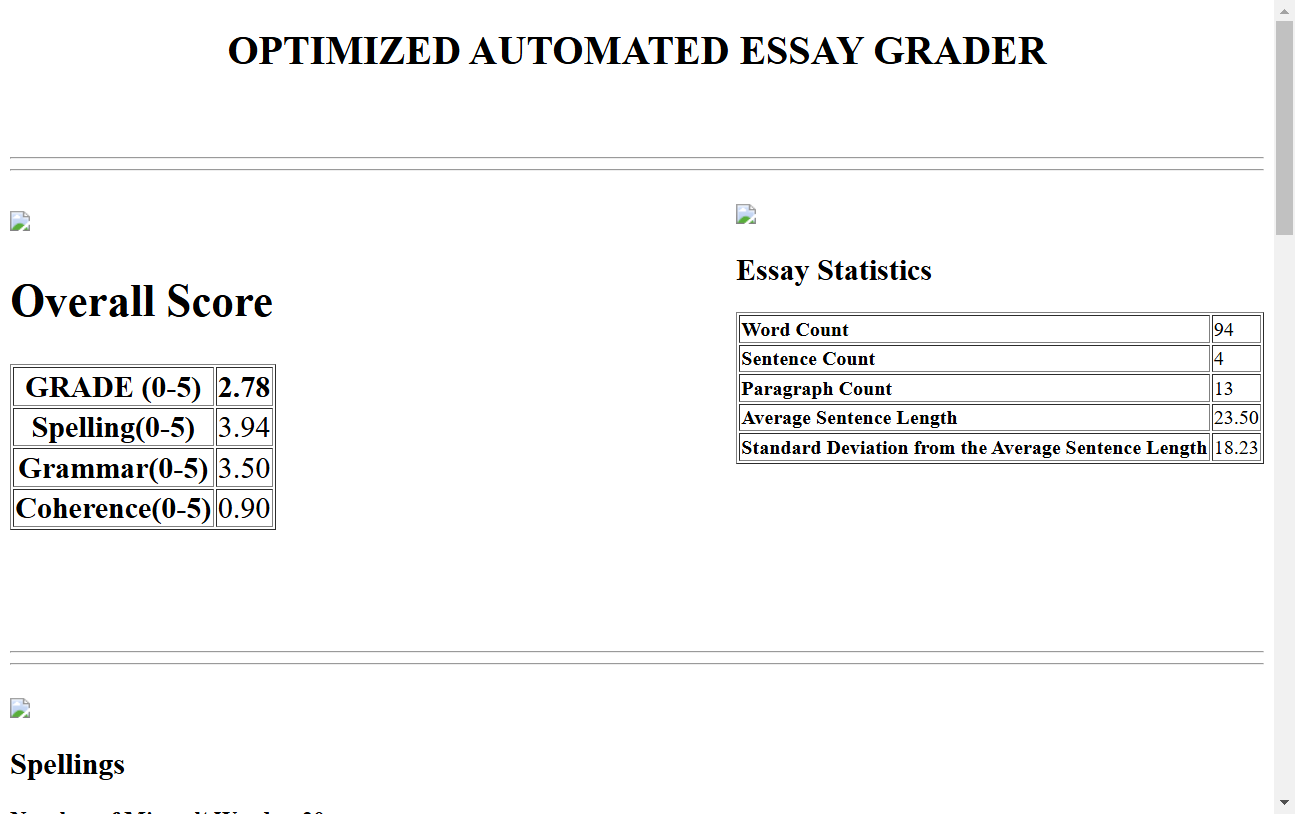 OPTIMIZED AUTOMATED ESSAY GRADER
Overall Score
GRADE (0-5) 2.78
Spelling(0-5) 3.94
Grammar(0-5) 3.50
Coherence(0-5) 0.90
Essay Statistics
Word Count 94
Sentence Count 4
Paragraph Count 13
Average Sentence Length 23.50
Standard Deviation from the Average Sentence Length 18.23
Spellings